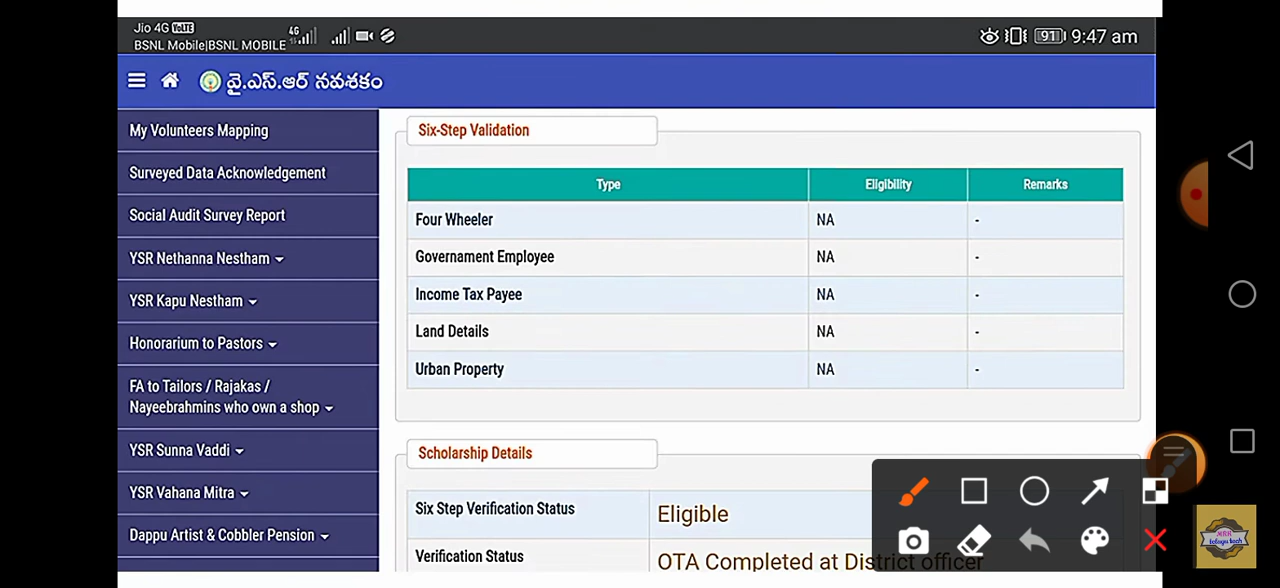 Jio 4G VoLTE
BSNL Mobile|BSNL MOBILE
4G
91
9:47 am
వై.ఎస్.ఆర్ నవశకం
My Volunteers Mapping
Surveyed Data Acknowledgement
Social Audit Survey Report
YSR Nethanna Nestham
YSR Kapu Nestham
Honorarium to Pastors
FA to Tailors / Rajakas /
Nayeebrahmins who own a shop
YSR Sunna Vaddi
YSR Vahana Mitra
Dappu Artist & Cobbler Pension
Six-Step Validation
Type Eligibility Remarks
Four Wheeler NA -
Governament Employee NA -
Income Tax Payee NA -
Land Details NA -
Urban Property NA -
Scholarship Details
Six Step Verification Status Eligible
Verification Status OTA Completed at District officer